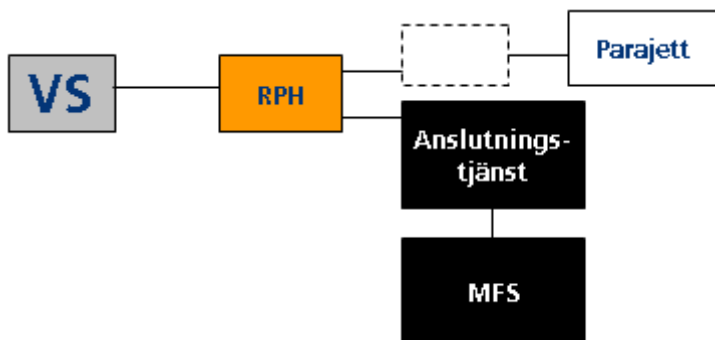 Parajett
VS
RPH
Anslutnings-
tjänst
MFS